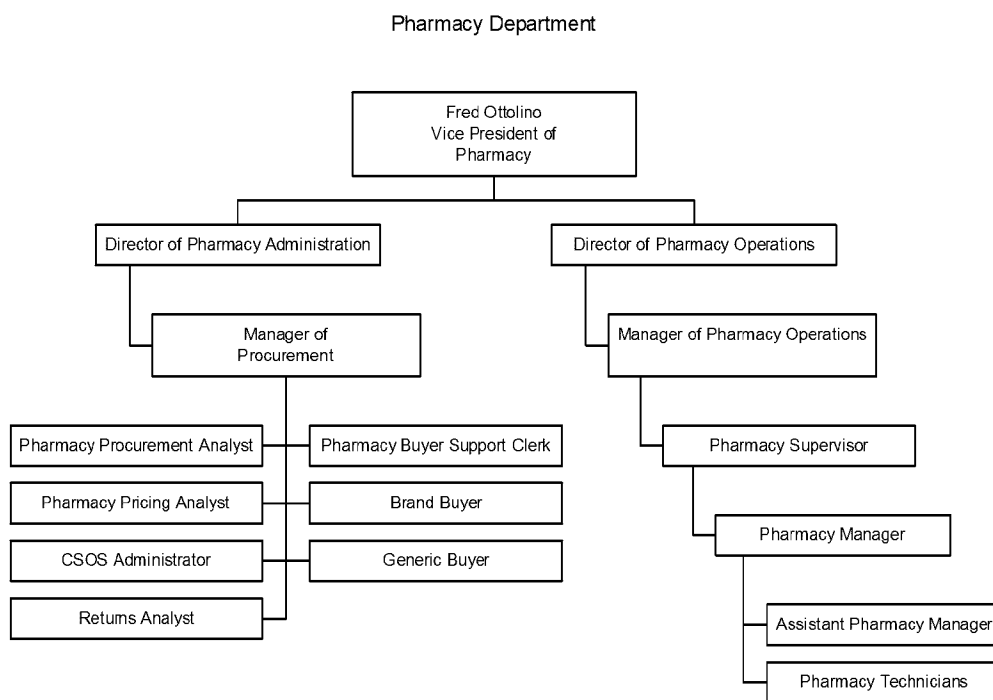 Pharmacy Department
Fred Ottolino
Vice President of
Pharmacy
Director of Pharmacy Administration
Director of Pharmacy Operations
Manager of
Procurement
Manager of Pharmacy Operations
Pharmacy Procurement Analyst
Pharmacy Buyer Support Clerk
Pharmacy Supervisor
Pharmacy Pricing Analyst
Brand Buyer
Pharmacy Manager
CSOS Administrator
Generic Buyer
Returns Analyst
Assistant Pharmacy Manager
Pharmacy Technicians